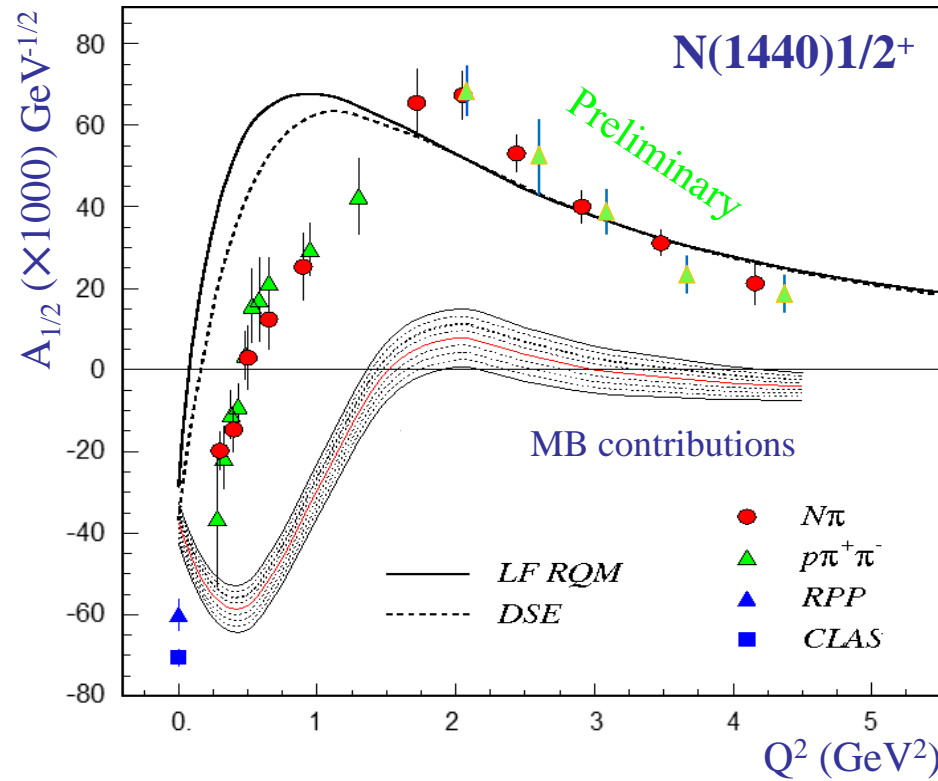 N(1440)1/2+
Preliminary
A1/2 (×1000) GeV-1/2
80
60
40
20
0
-20
-40
-60
-80
MB contributions
LF RQM
DSE
Nπ
pπ+π-
RPP
CLAS
0.
1
2
3
4
5
Q2 (GeV2)